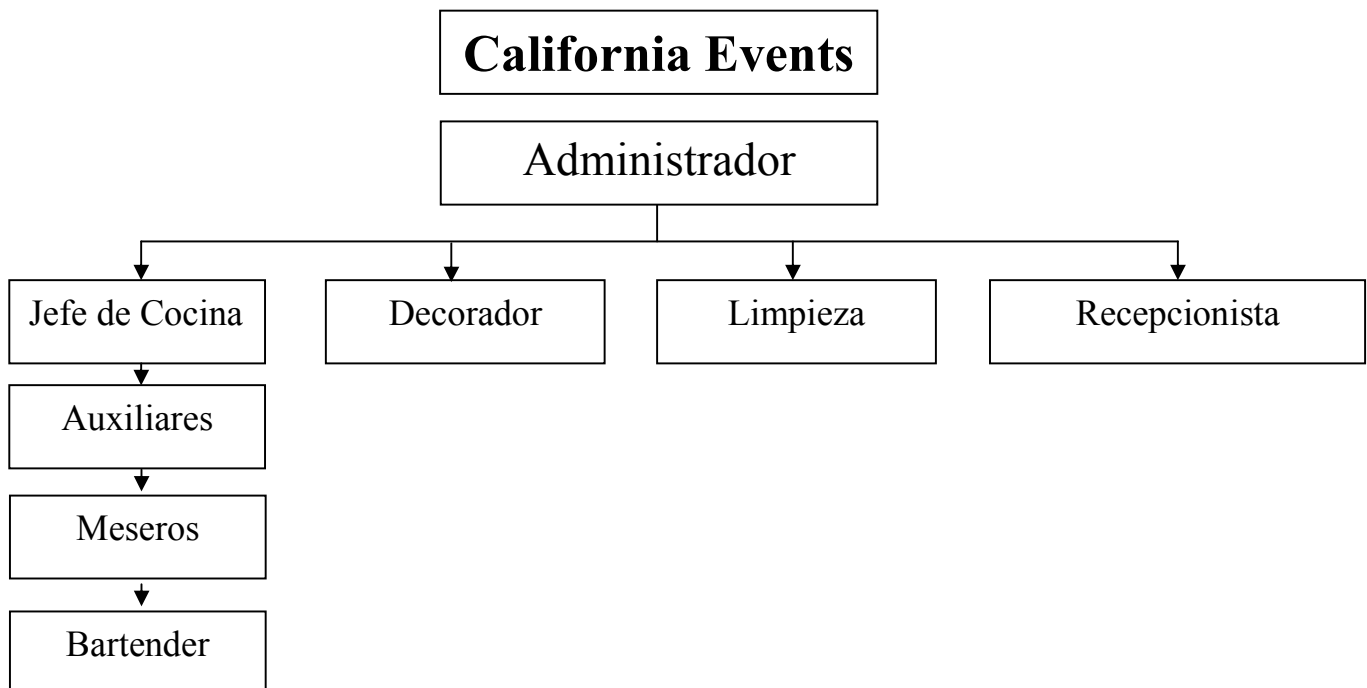 California Events
Administrador
Jefe de Cocina
Decorador
Limpieza
Recepcionista
Auxiliares
Meseros
Bartender